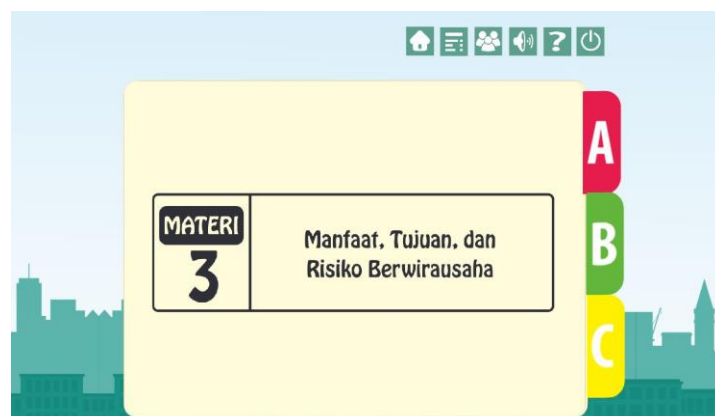 ?
A
B
C
MATERI
3
Manfaat, Tujuan, dan
Risiko Berwirausaha